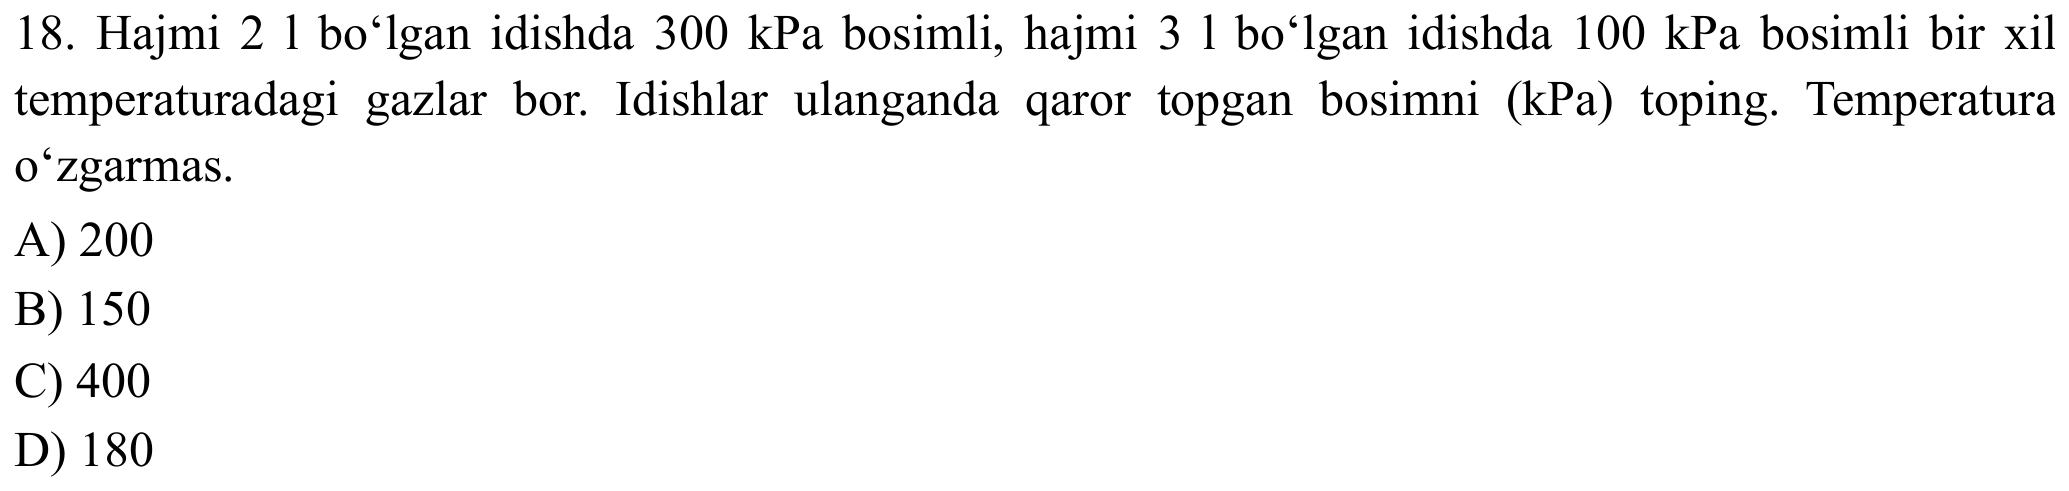 18. Hajmi 2 l bo‘lgan idishda 300 kPa bosimli, hajmi 3 l bo‘lgan idishda 100 kPa bosimli bir xil
temperaturadagi gazlar bor. Idishlar ulanganda qaror topgan bosimni (kPa) toping. Temperatura
o‘zgarmas.
A) 200
B) 150
C) 400
D) 180